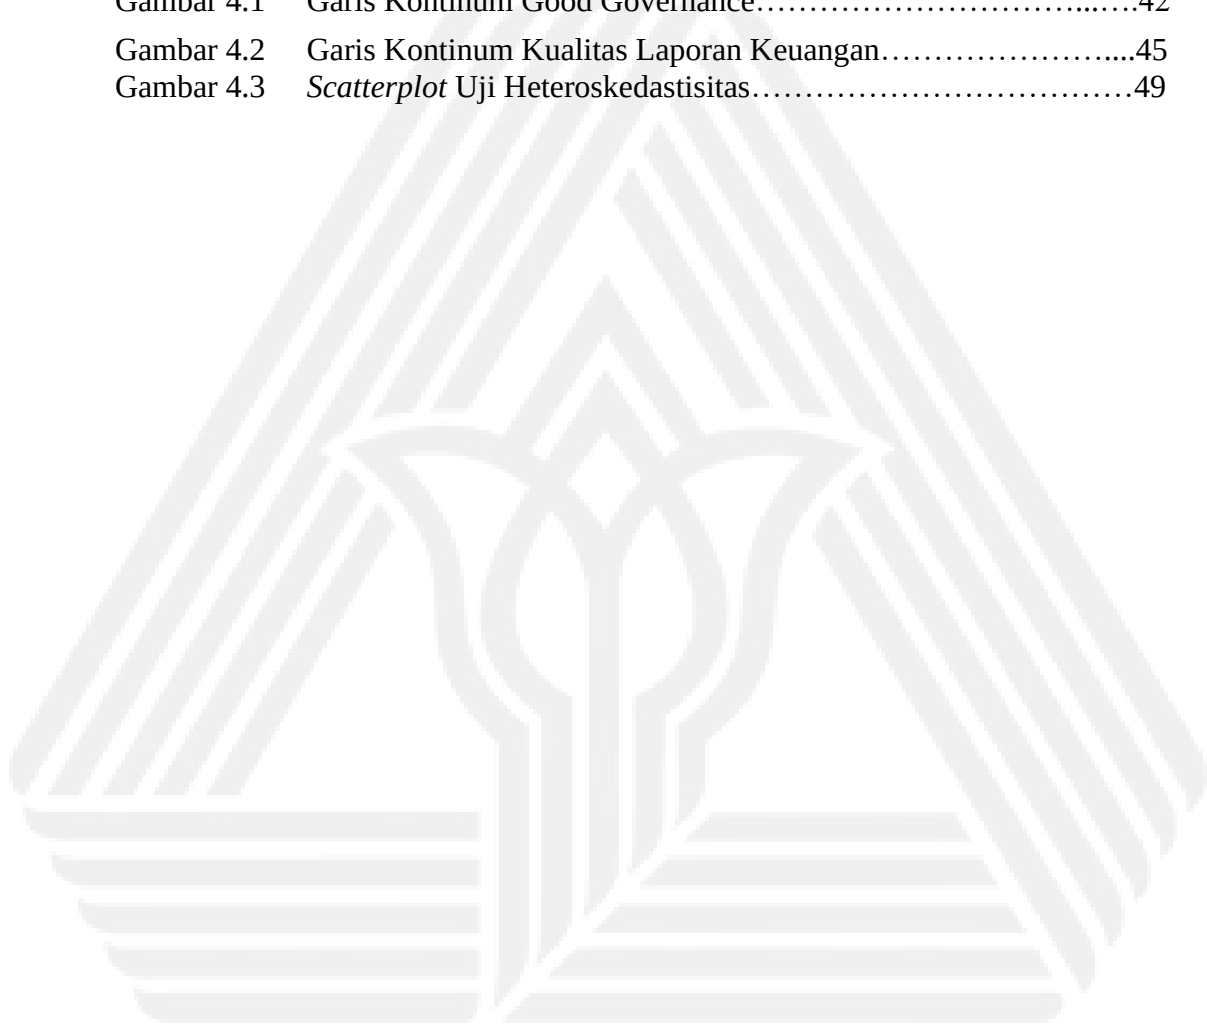 Gambar 4.1 Garis Kontinum Good Governance…………………………...….42
Gambar 4.2 Garis Kontinum Kualitas Laporan Keuangan…………………....45
Gambar 4.3 Scatterplot Uji Heteroskedastisitas………………………………49